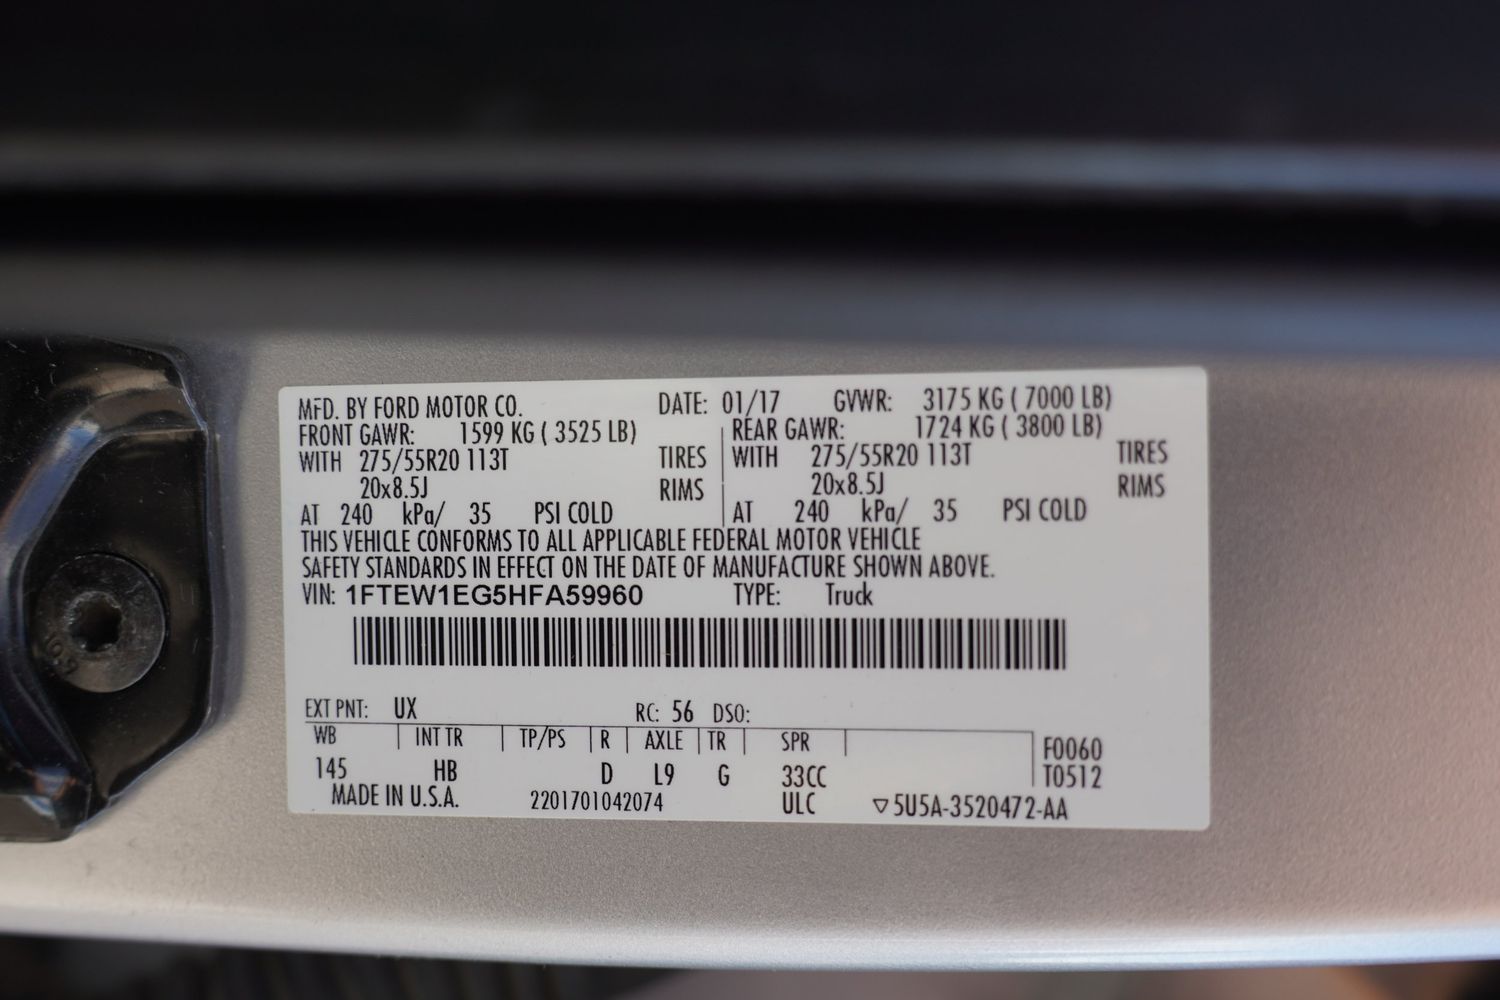 MFD. BY FORD MOTOR CO. DATE: 01/17 GVWR: 3175 KG ( 7000 LB)
FRONT GAWR: 1599 KG ( 3525 LB) REAR GAWR: 1724 KG ( 3800 LB)
WITH 275/55R20 113T TIRES WITH 275/55R20 113T TIRES
20x8.5J RIMS 20x8.5J RIMS
AT 240 kPa/ 35 PSI COLD AT 240 kPa/ 35 PSI COLD
THIS VEHICLE CONFORMS TO ALL APPLICABLE FEDERAL MOTOR VEHICLE
SAFETY STANDARDS IN EFFECT ON THE DATE OF MANUFACTURE SHOWN ABOVE.
VIN: 1FTEW1EG5HFA59960 TYPE: Truck
EXT PNT: UX RC: 56 DSO:
WB INT TR TP/PS R AXLE TR SPR F0060
145 HB D L9 G 33CC T0512
MADE IN U.S.A. 2201701042074 ULC ▽5U5A-3520472-AA